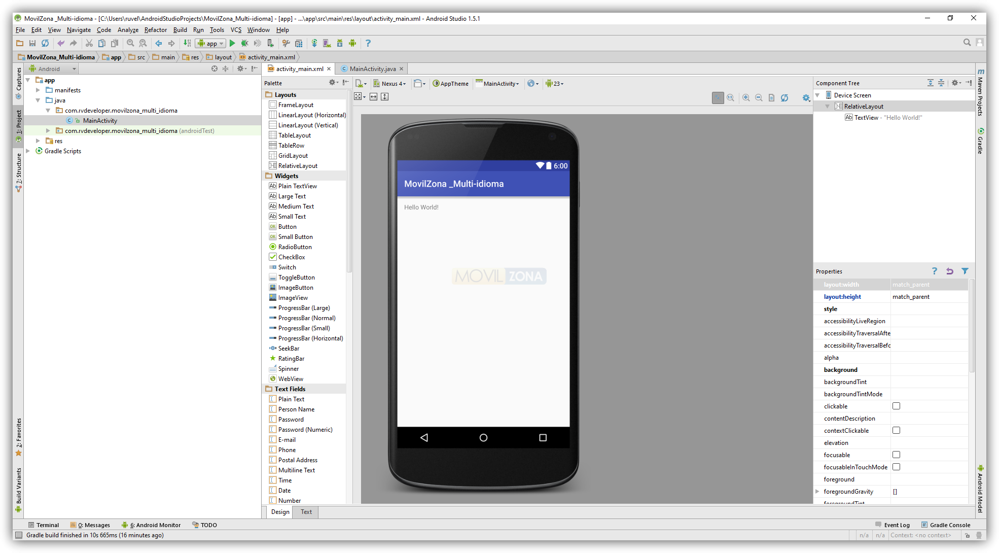 MovilZona _Multi-idioma - [C:\Users\ruvel\AndroidStudioProjects\MovilZona_Multi-idioma] - [app] - ...\app\src\main\res\layout\activity_main.xml - Android Studio 1.5.1
File Edit View Navigate Code Analyze Refactor Build Run Tools VCS Window Help
app
MovilZona_Multi-idioma app src main res layout activity_main.xml
Captures
1: Project
7: Structure
2: Favorites
Build Variants
Android
app
manifests
java
com.rvdeveloper.movilzona_multi_idioma
MainActivity
com.rvdeveloper.movilzona_multi_idioma (androidTest)
res
Gradle Scripts
activity_main.xml MainActivity.java
Palette
Layouts
FrameLayout
LinearLayout (Horizontal)
LinearLayout (Vertical)
TableLayout
TableRow
GridLayout
RelativeLayout
Widgets
Plain TextView
Large Text
Medium Text
Small Text
Button
Small Button
RadioButton
CheckBox
Switch
ToggleButton
ImageButton
ImageView
ProgressBar (Large)
ProgressBar (Normal)
ProgressBar (Small)
ProgressBar (Horizontal)
SeekBar
RatingBar
Spinner
WebView
Text Fields
Plain Text
Person Name
Password
Password (Numeric)
E-mail
Phone
Postal Address
Multiline Text
Time
Date
Number
Nexus 4 AppTheme MainActivity 23
6:00
MovilZona _Multi-idioma
Hello World!
MOVIL ZONA
Design Text
Component Tree
Device Screen
RelativeLayout
Ab TextView - "Hello World!"
Properties
layout:width match_parent
layout:height match_parent
style
accessibilityLiveRegion
accessibilityTraversalAfte
accessibilityTraversalBefo
alpha
background
backgroundTint
backgroundTintMode
clickable
contentDescription
contextClickable
elevation
focusable
focusableInTouchMode
foreground
foregroundGravity []
foregroundTint
Maven Projects
Gradle
Android Model
Terminal 0: Messages 6: Android Monitor TODO Event Log Gradle Console
Gradle build finished in 10s 665ms (16 minutes ago) n/a n/a Context: <no context>